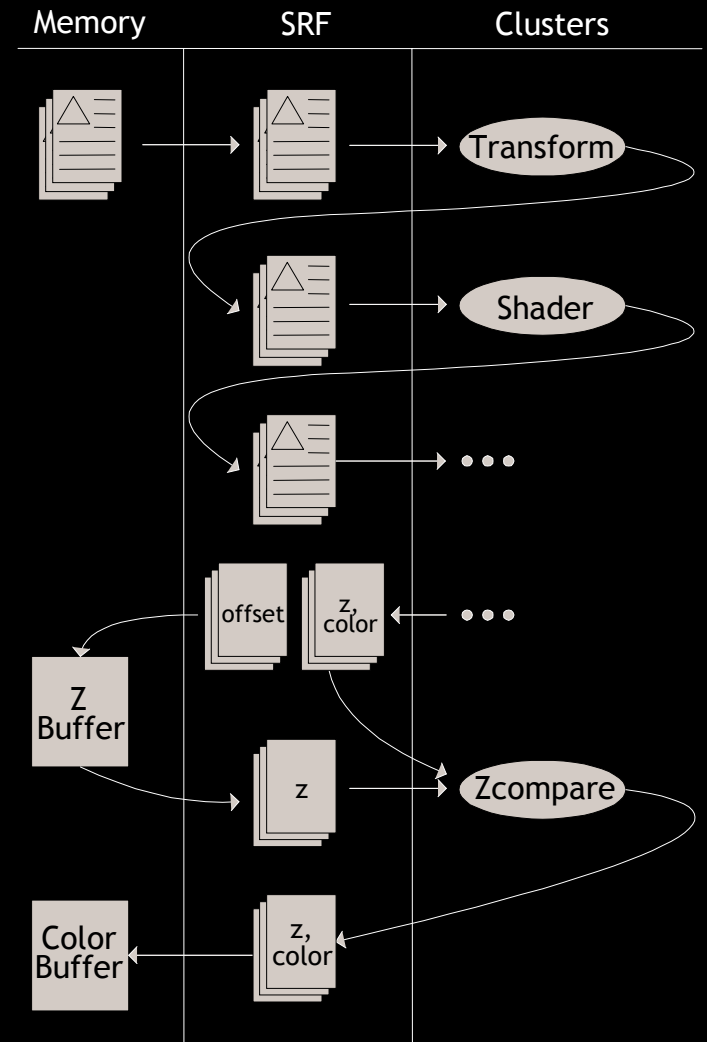 Memory
SRF
Clusters
Transform
Shader
offset
z,
color
Z
Buffer
z
Zcompare
Color
Buffer
z,
color